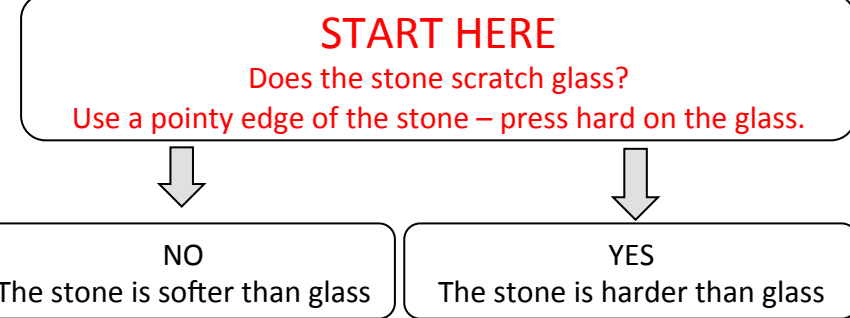 START HERE
Does the stone scratch glass?
Use a pointy edge of the stone – press hard on the glass.
NO
The stone is softer than glass
YES
The stone is harder than glass